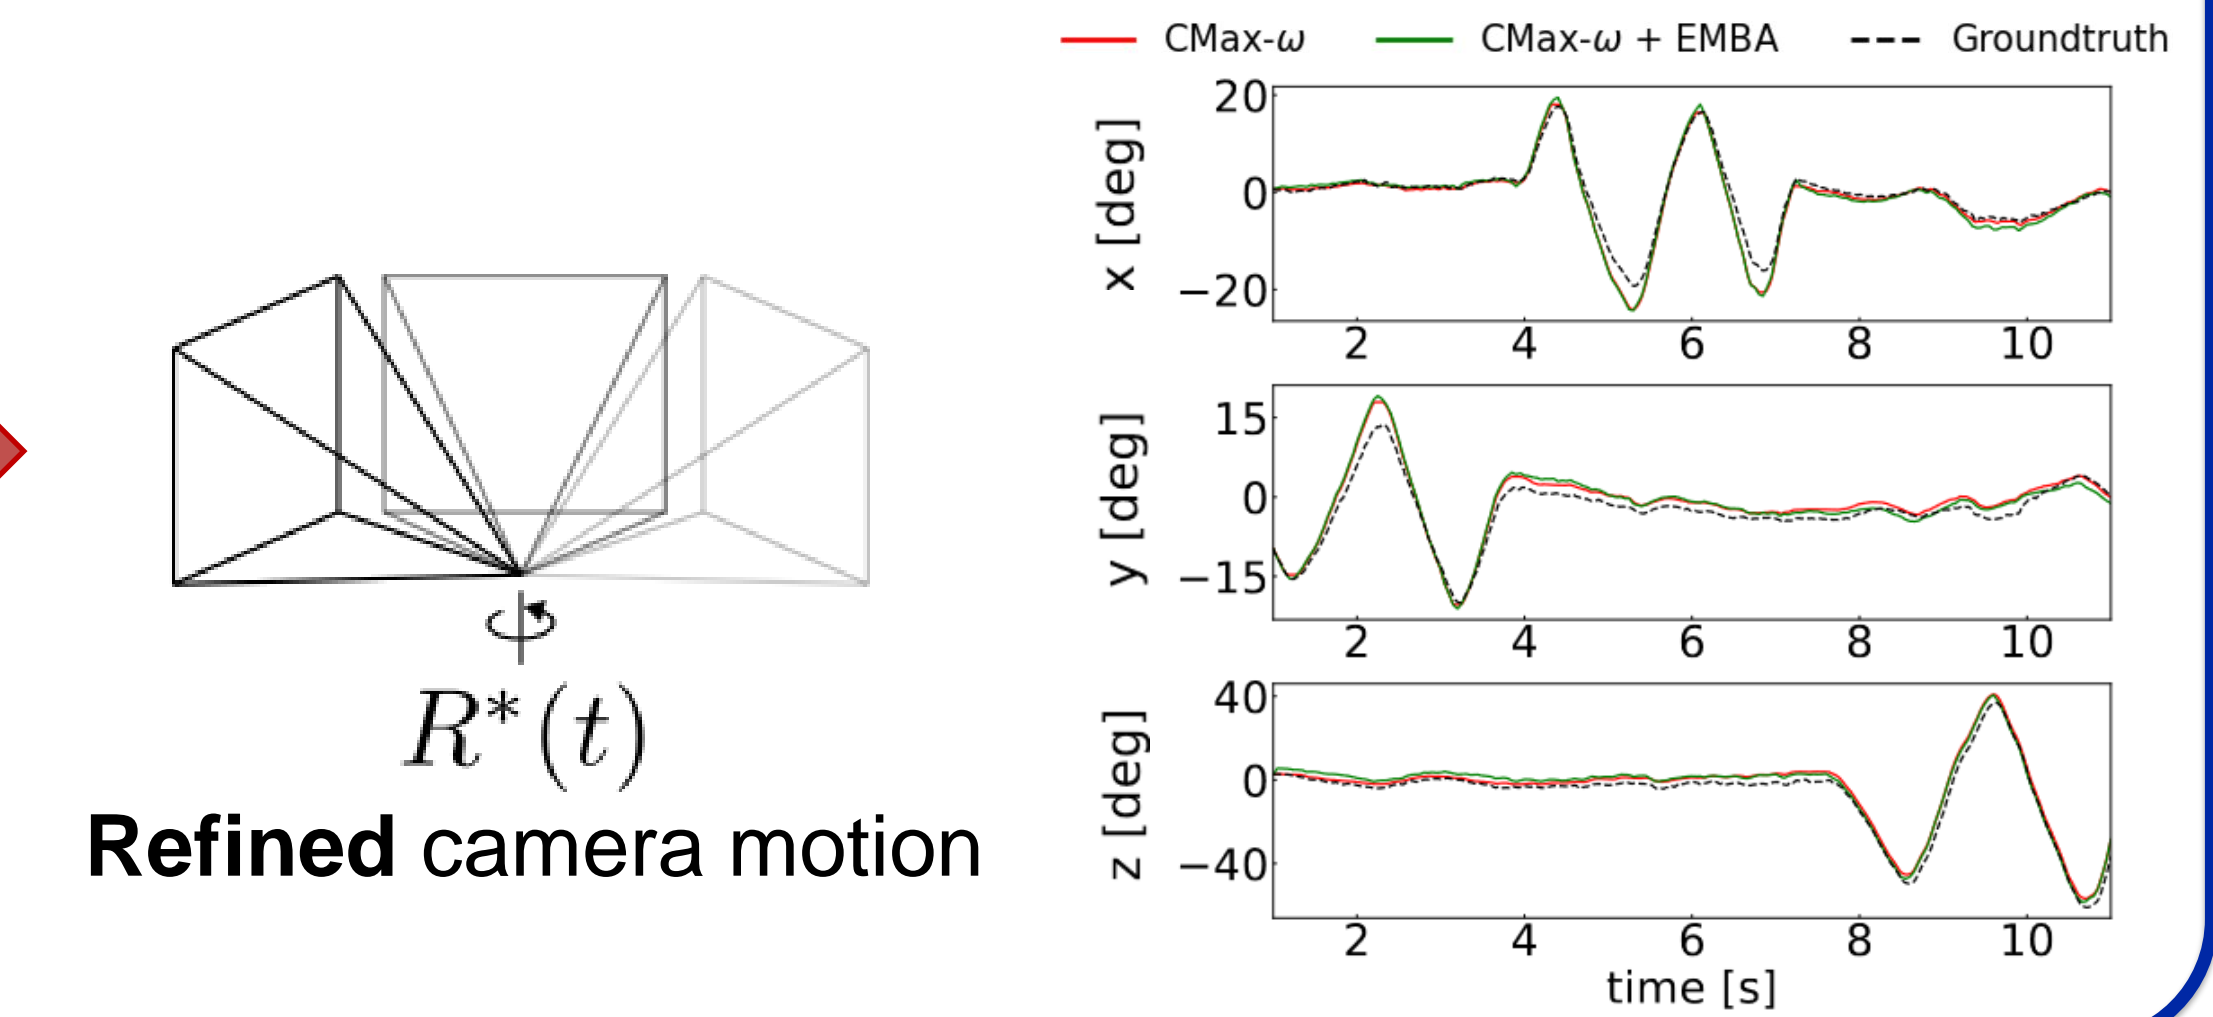 CMax-ω CMax-ω + EMBA Groundtruth
x [deg]
20
0
−20
2 4 6 8 10
y [deg]
15
0
−15
2 4 6 8 10
z [deg]
40
0
−40
2 4 6 8 10
time [s]
R*(t)
Refined camera motion